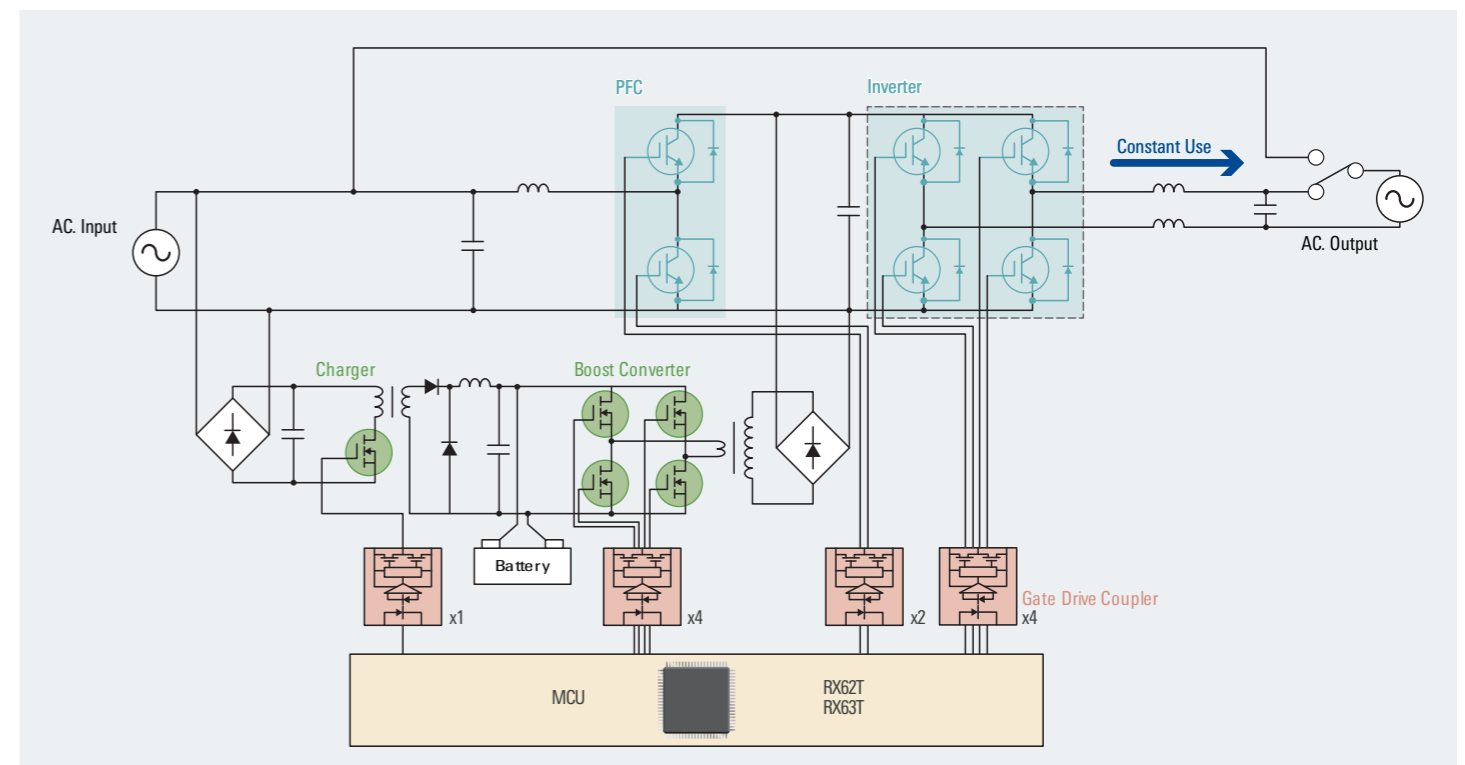 PFC
Inverter
Constant Use
AC. Input
AC. Output
Charger
Boost Converter
Battery
Gate Drive Coupler
x1
x4
x2
x4
MCU
RX62T
RX63T